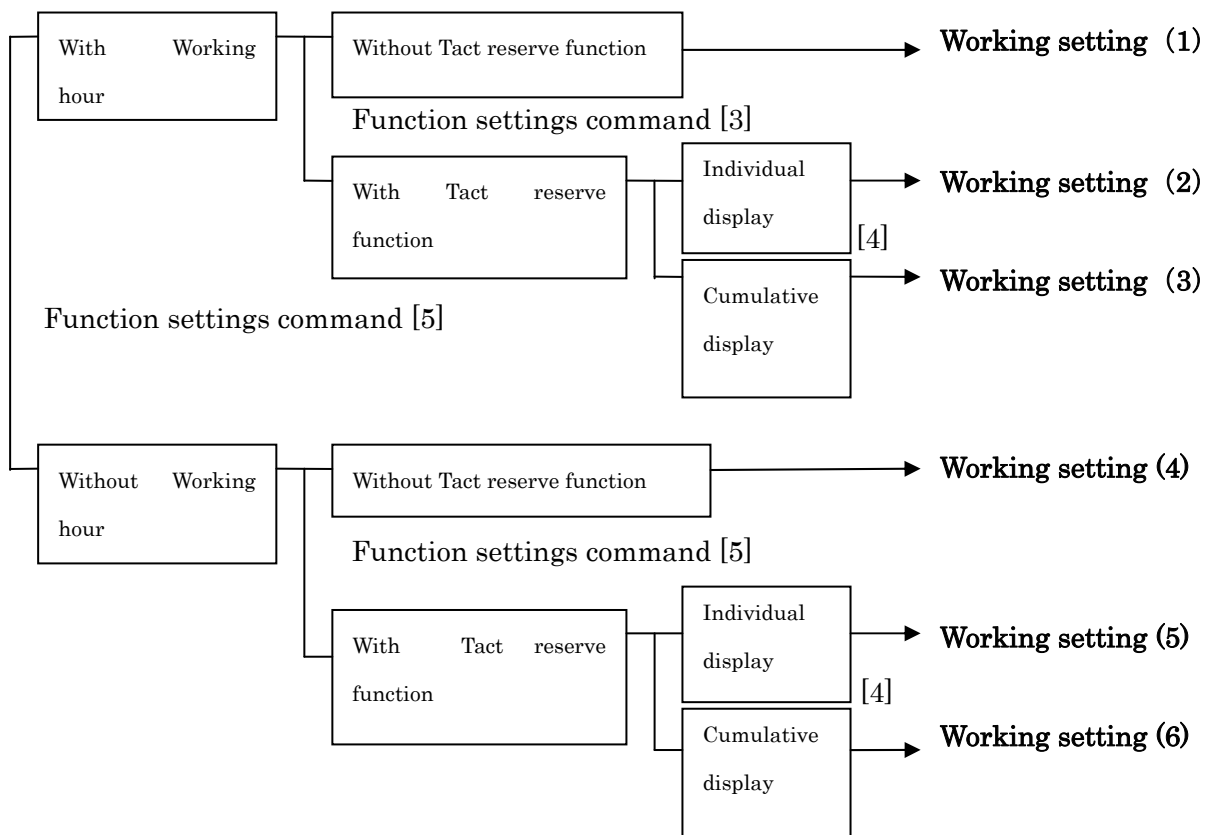 With Working
hour
Without Tact reserve function
Working setting (1)
Function settings command [3]
With Tact reserve
function
Individual
display
[4]
Working setting (2)
Cumulative
display
Working setting (3)
Function settings command [5]
Without Working
hour
Without Tact reserve function
Working setting (4)
Function settings command [5]
With Tact reserve
function
Individual
display
[4]
Working setting (5)
Cumulative
display
Working setting (6)